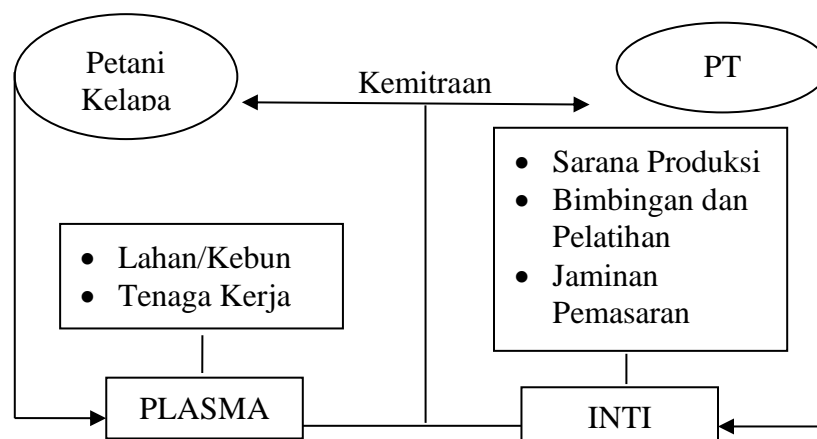 Petani
Kelapa
Kemitraan
PT
• Sarana Produksi
• Bimbingan dan
Pelatihan
• Jaminan
Pemasaran
• Lahan/Kebun
• Tenaga Kerja
PLASMA
INTI